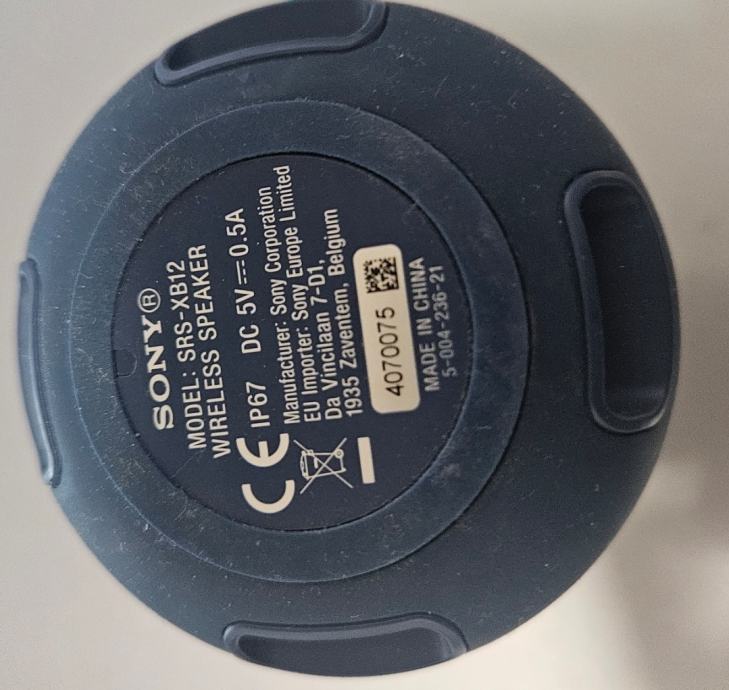 SONY®
MODEL: SRS-XB12
WIRELESS SPEAKER
CE IP67 DC 5V⎓0.5A
Manufacturer: Sony Corporation
EU Importer: Sony Europe Limited
Da Vincilaan 7-D1,
1935 Zaventem, Belgium
4070075
MADE IN CHINA
5-004-236-21